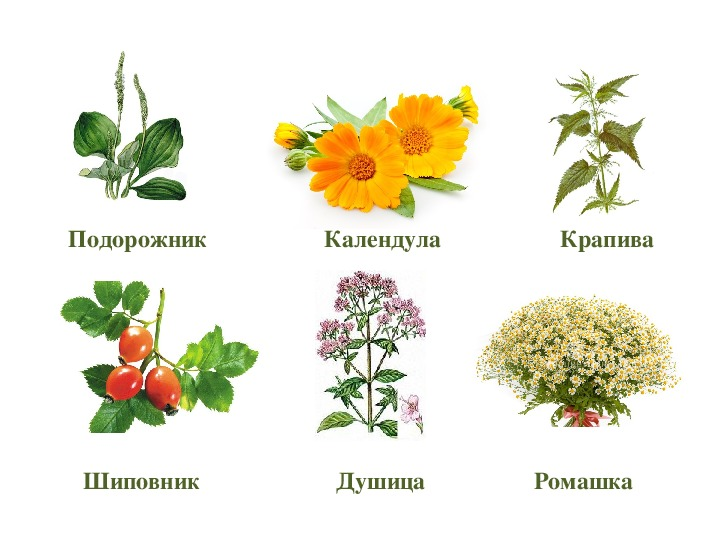 Подорожник
Календула
Крапива
Шиповник
Душица
Ромашка